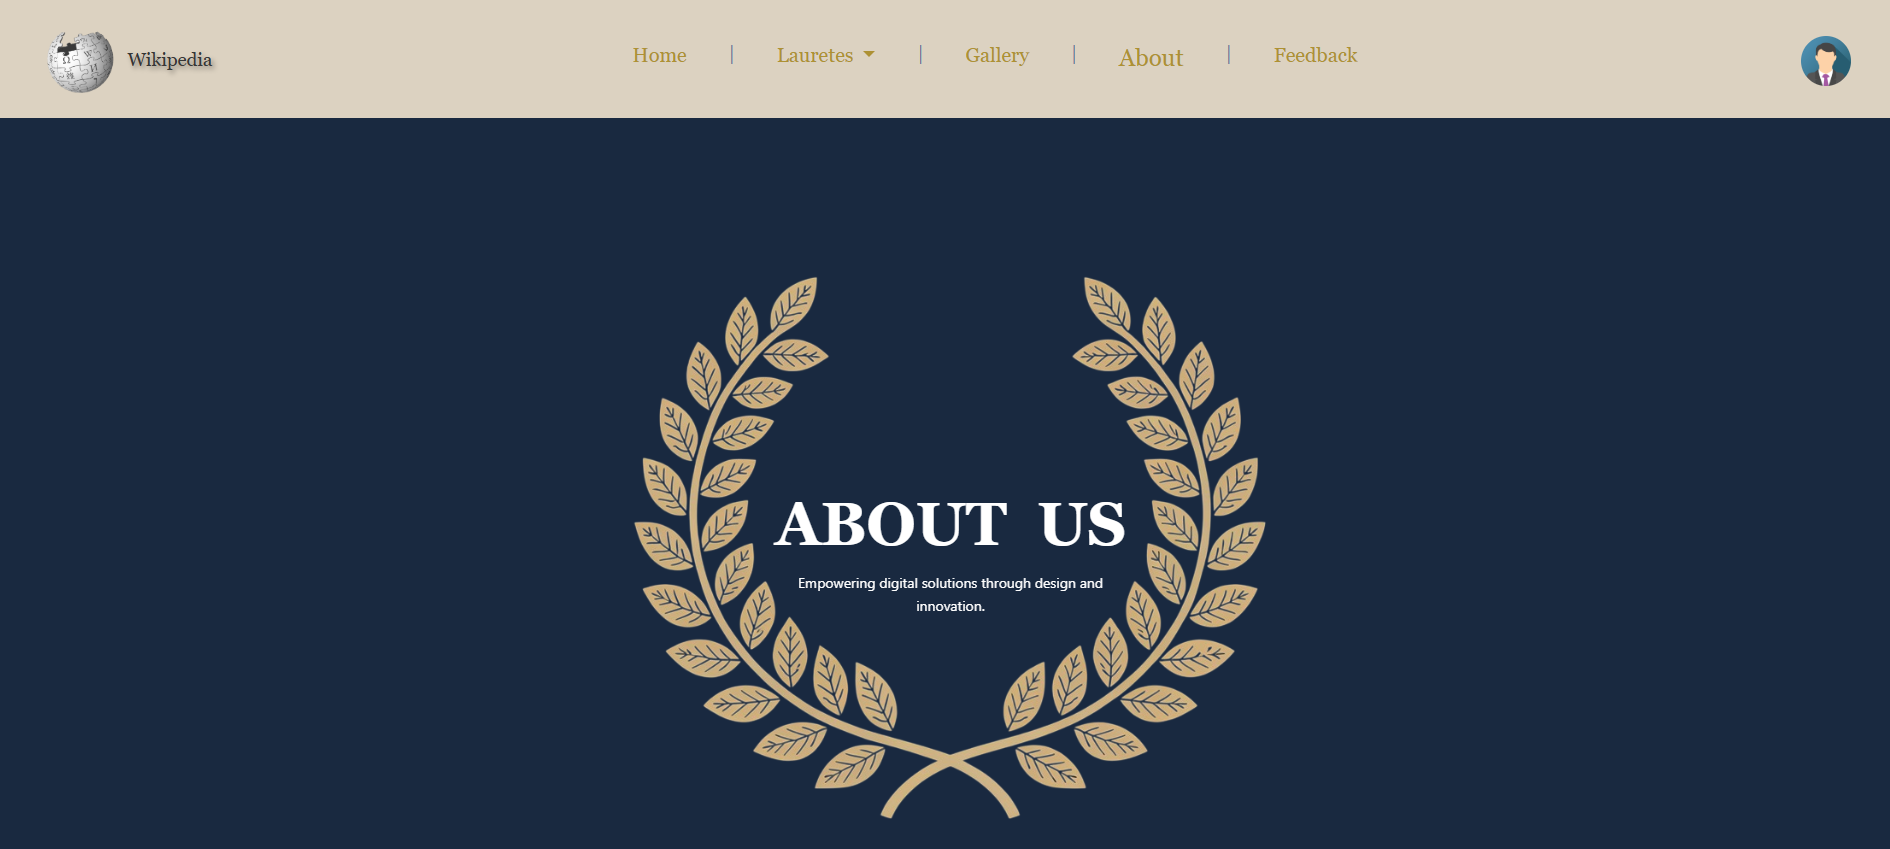 Wikipedia
Home | Lauretes | Gallery | About | Feedback
ABOUT US
Empowering digital solutions through design and
innovation.